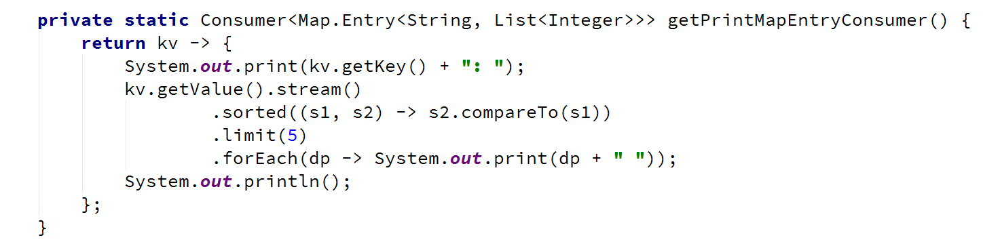 private static Consumer<Map.Entry<String, List<Integer>>> getPrintMapEntryConsumer() {
    return kv -> {
        System.out.print(kv.getKey() + ": ");
        kv.getValue().stream()
                .sorted((s1, s2) -> s2.compareTo(s1))
                .limit(5)
                .forEach(dp -> System.out.print(dp + " "));
        System.out.println();
    };
}